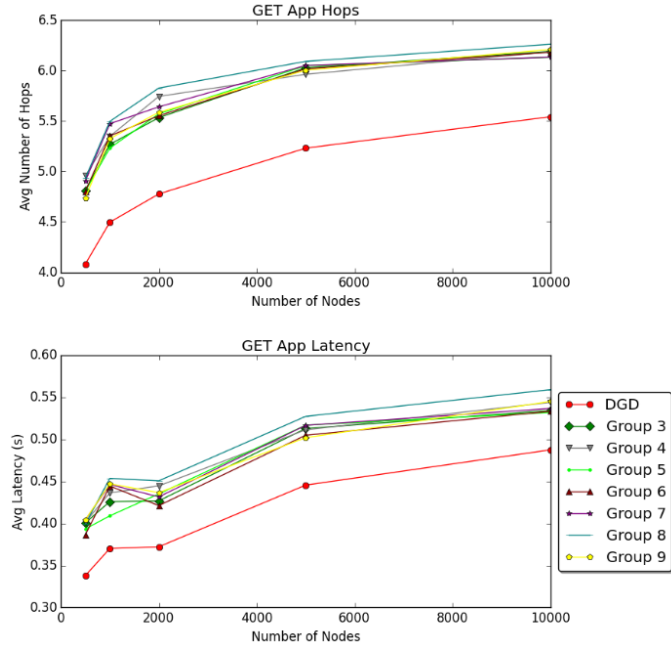 GET App Hops
6.5
6.0
5.5
5.0
4.5
4.0
Avg Number of Hops
0 2000 4000 6000 8000 10000
Number of Nodes
GET App Latency
0.60
0.55
0.50
0.45
0.40
0.35
0.30
Avg Latency (s)
0 2000 4000 6000 8000 10000
Number of Nodes
DGD
Group 3
Group 4
Group 5
Group 6
Group 7
Group 8
Group 9